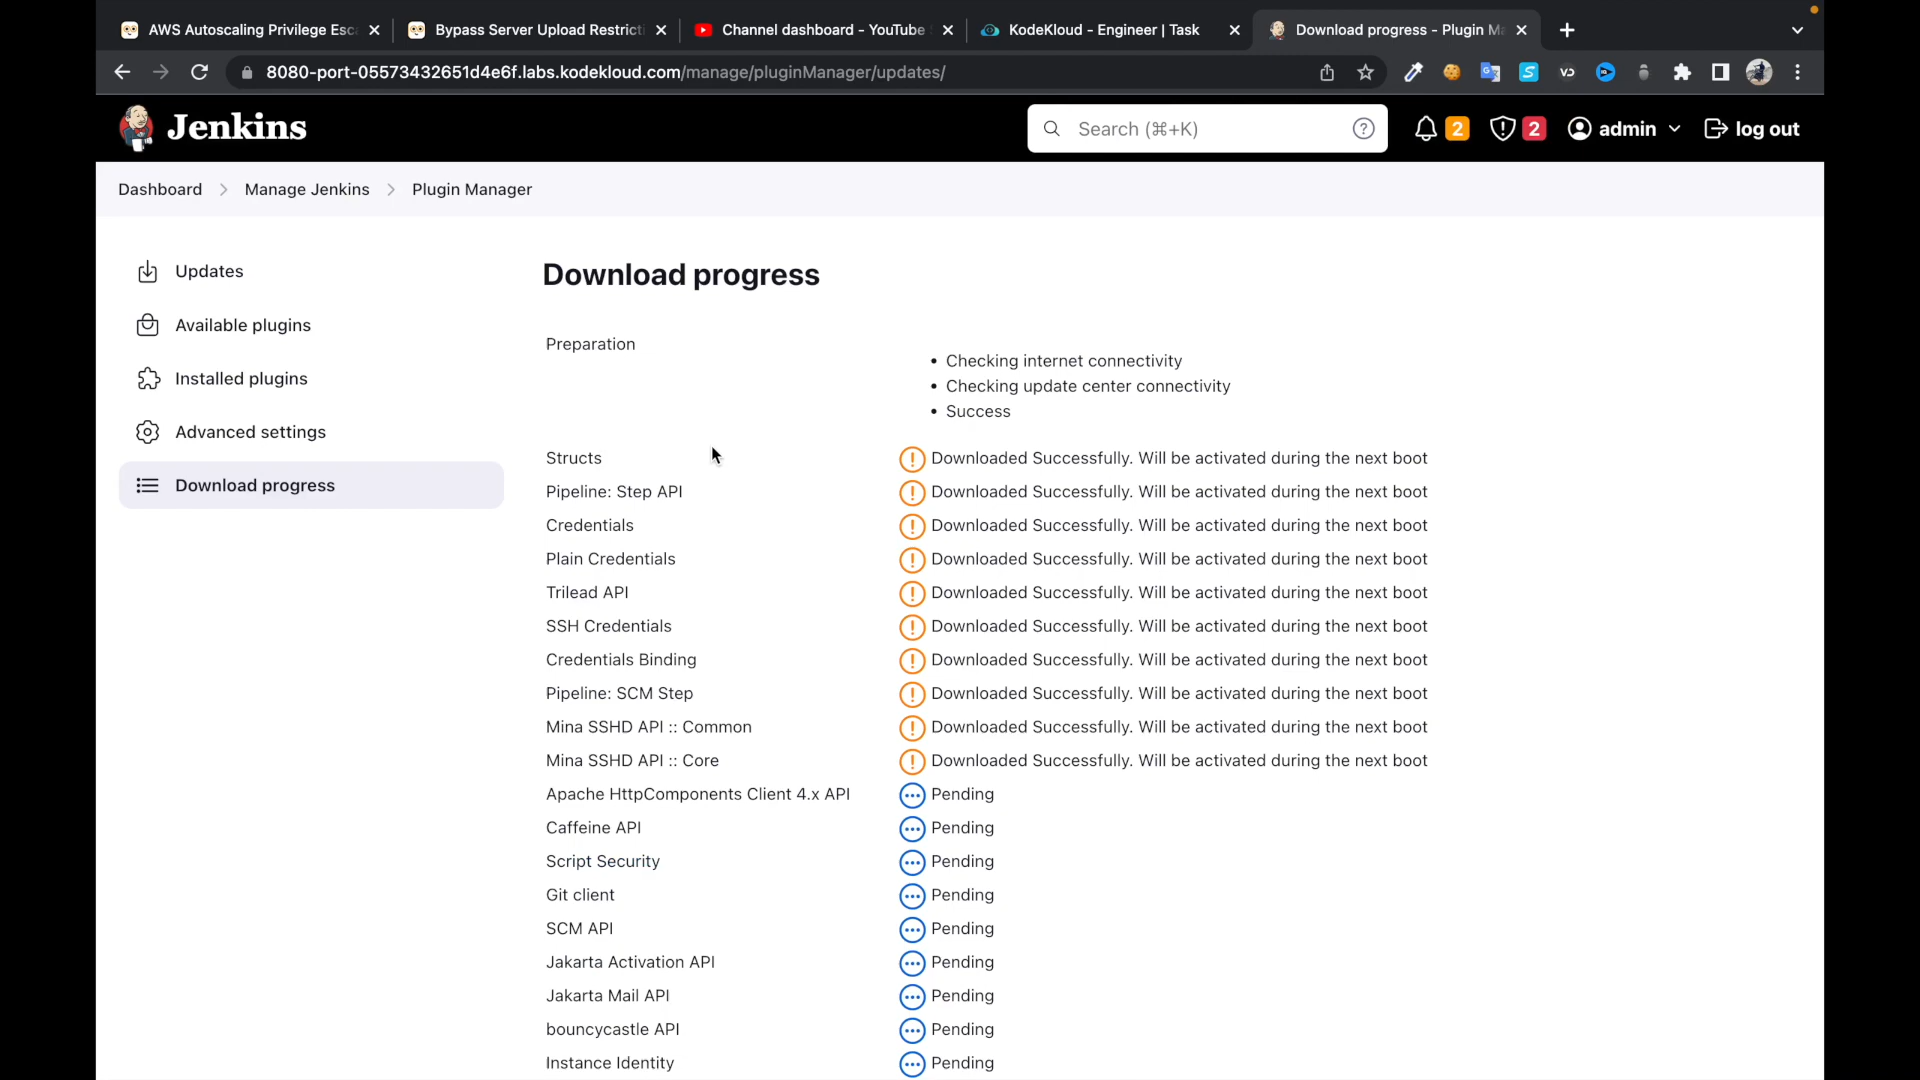 AWS Autoscaling Privilege Esc
Bypass Server Upload Restricti
Channel dashboard - YouTube
KodeKloud - Engineer | Task
Download progress - Plugin Ma
8080-port-05573432651d4e6f.labs.kodekloud.com/manage/pluginManager/updates/
Jenkins
Search (⌘+K)
2
2
admin
log out
Dashboard
Manage Jenkins
Plugin Manager
Updates
Available plugins
Installed plugins
Advanced settings
Download progress
Download progress
Preparation
• Checking internet connectivity
• Checking update center connectivity
• Success
Structs Downloaded Successfully. Will be activated during the next boot
Pipeline: Step API Downloaded Successfully. Will be activated during the next boot
Credentials Downloaded Successfully. Will be activated during the next boot
Plain Credentials Downloaded Successfully. Will be activated during the next boot
Trilead API Downloaded Successfully. Will be activated during the next boot
SSH Credentials Downloaded Successfully. Will be activated during the next boot
Credentials Binding Downloaded Successfully. Will be activated during the next boot
Pipeline: SCM Step Downloaded Successfully. Will be activated during the next boot
Mina SSHD API :: Common Downloaded Successfully. Will be activated during the next boot
Mina SSHD API :: Core Downloaded Successfully. Will be activated during the next boot
Apache HttpComponents Client 4.x API Pending
Caffeine API Pending
Script Security Pending
Git client Pending
SCM API Pending
Jakarta Activation API Pending
Jakarta Mail API Pending
bouncycastle API Pending
Instance Identity Pending